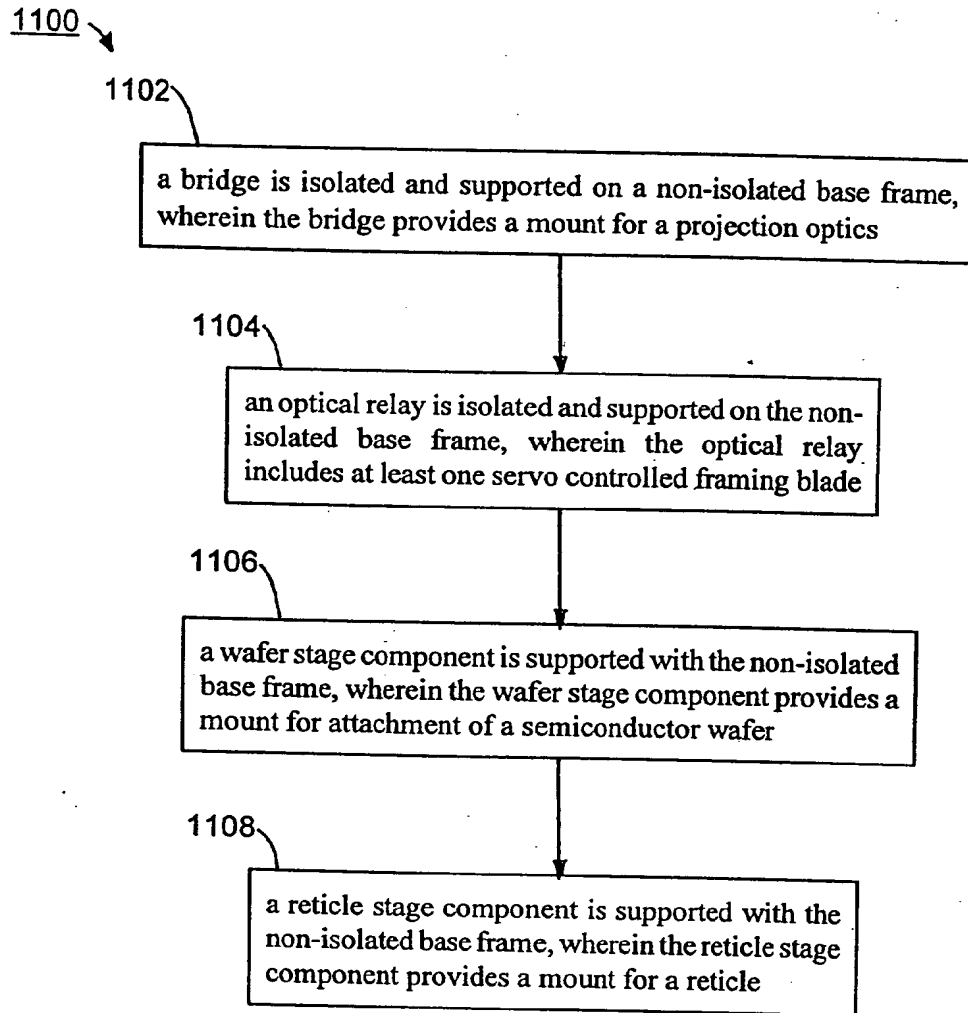 1100
1102
a bridge is isolated and supported on a non-isolated base frame,
wherein the bridge provides a mount for a projection optics
1104
an optical relay is isolated and supported on the non-
isolated base frame, wherein the optical relay
includes at least one servo controlled framing blade
1106
a wafer stage component is supported with the non-isolated
base frame, wherein the wafer stage component provides a
mount for attachment of a semiconductor wafer
1108
a reticle stage component is supported with the
non-isolated base frame, wherein the reticle stage
component provides a mount for a reticle